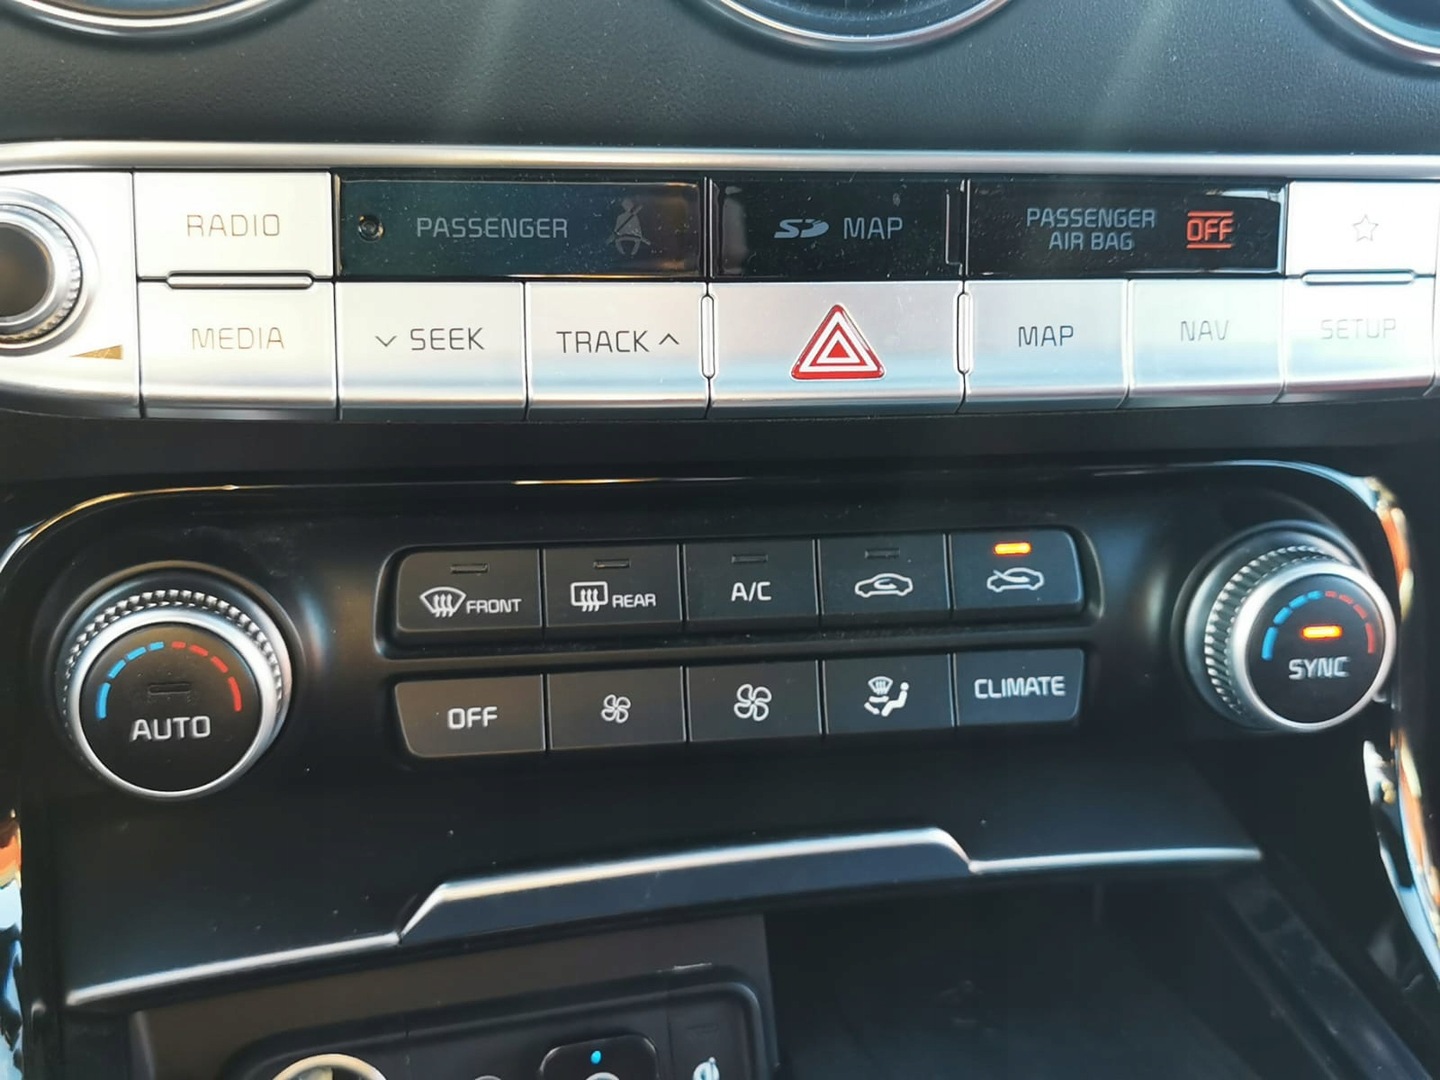 RADIO
PASSENGER
SD MAP
PASSENGER
AIR BAG
OFF
MEDIA
SEEK
TRACK
MAP
NAV
SETUP
FRONT
REAR
A/C
AUTO
OFF
CLIMATE
SYNC